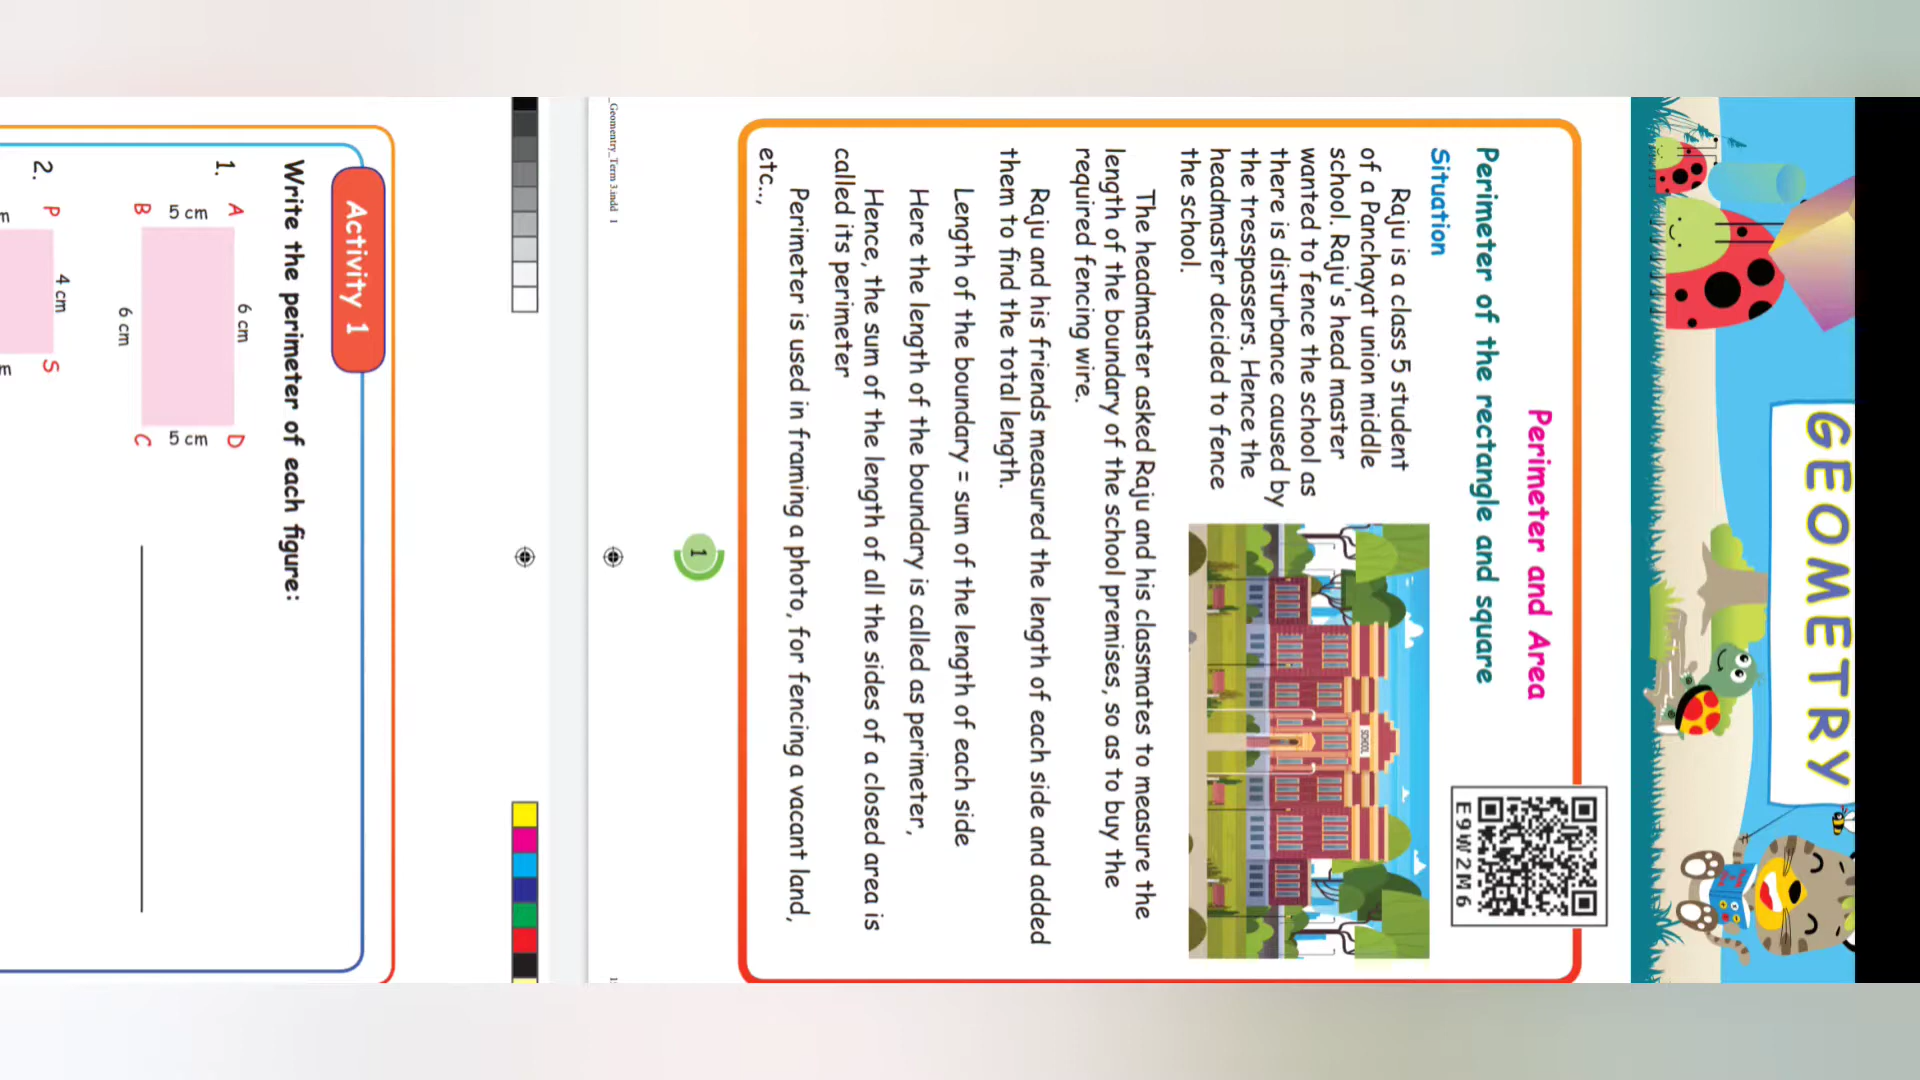 GEOMETRY
Perimeter and Area
E9W2M6
Perimeter of the rectangle and square
Situation
Raju is a class 5 student
of a Panchayat union middle
school. Raju's head master
wanted to fence the school as
there is disturbance caused by
the tresspassers. Hence the
headmaster decided to fence
the school.
SCHOOL
The headmaster asked Raju and his classmates to measure the
length of the boundary of the school premises, so as to buy the
required fencing wire.
Raju and his friends measured the length of each side and added
them to find the total length.
Length of the boundary = sum of the length of each side
Here the length of the boundary is called as perimeter,
Hence, the sum of the length of all the sides of a closed area is
called its perimeter
Perimeter is used in framing a photo, for fencing a vacant land,
etc..,
1
_Geomentry_Term 3.indd 1
Activity 1
Write the perimeter of each figure:
1.
6 cm
A D
5 cm 5 cm
B C
6 cm
2.
4 cm
P S